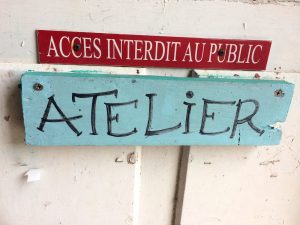 ACCES INTERDIT AU PUBLIC
ATELIER